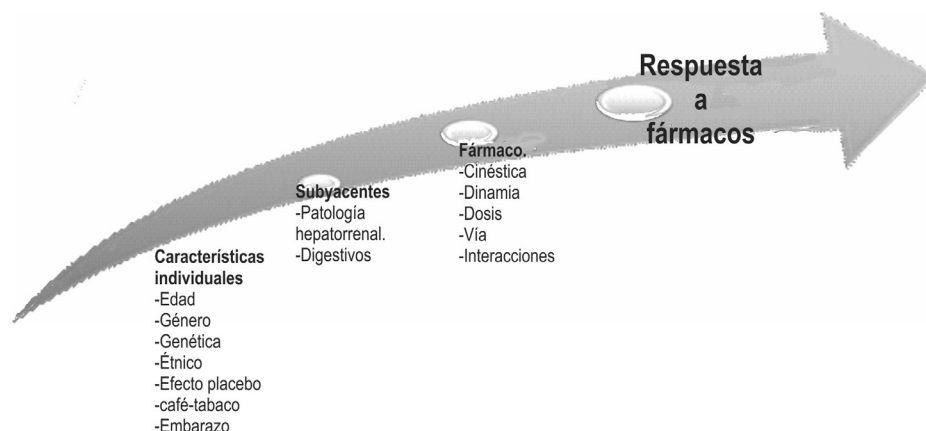 Respuesta
a
fármacos
Fármaco.
-Cinéstica
-Dinamia
-Dosis
-Vía
-Interacciones
Subyacentes
-Patología
hepatorrenal.
-Digestivos
Características
individuales
-Edad
-Género
-Genética
-Étnico
-Efecto placebo
-café-tabaco
-Embarazo